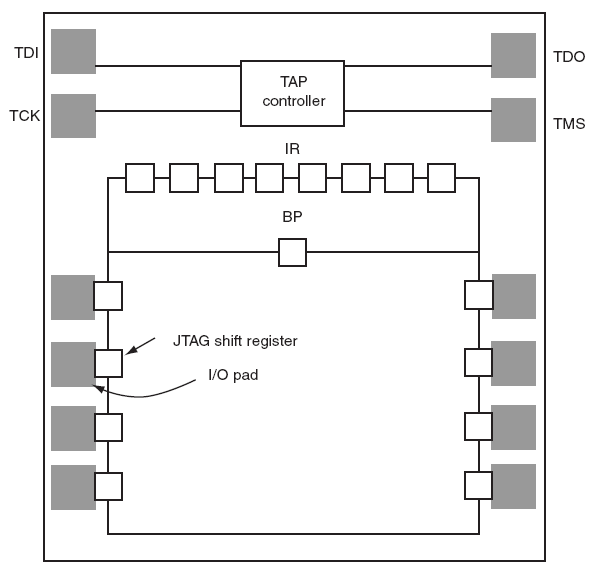 TDI
TDO
TAP
controller
TCK
TMS
IR
BP
JTAG shift register
I/O pad